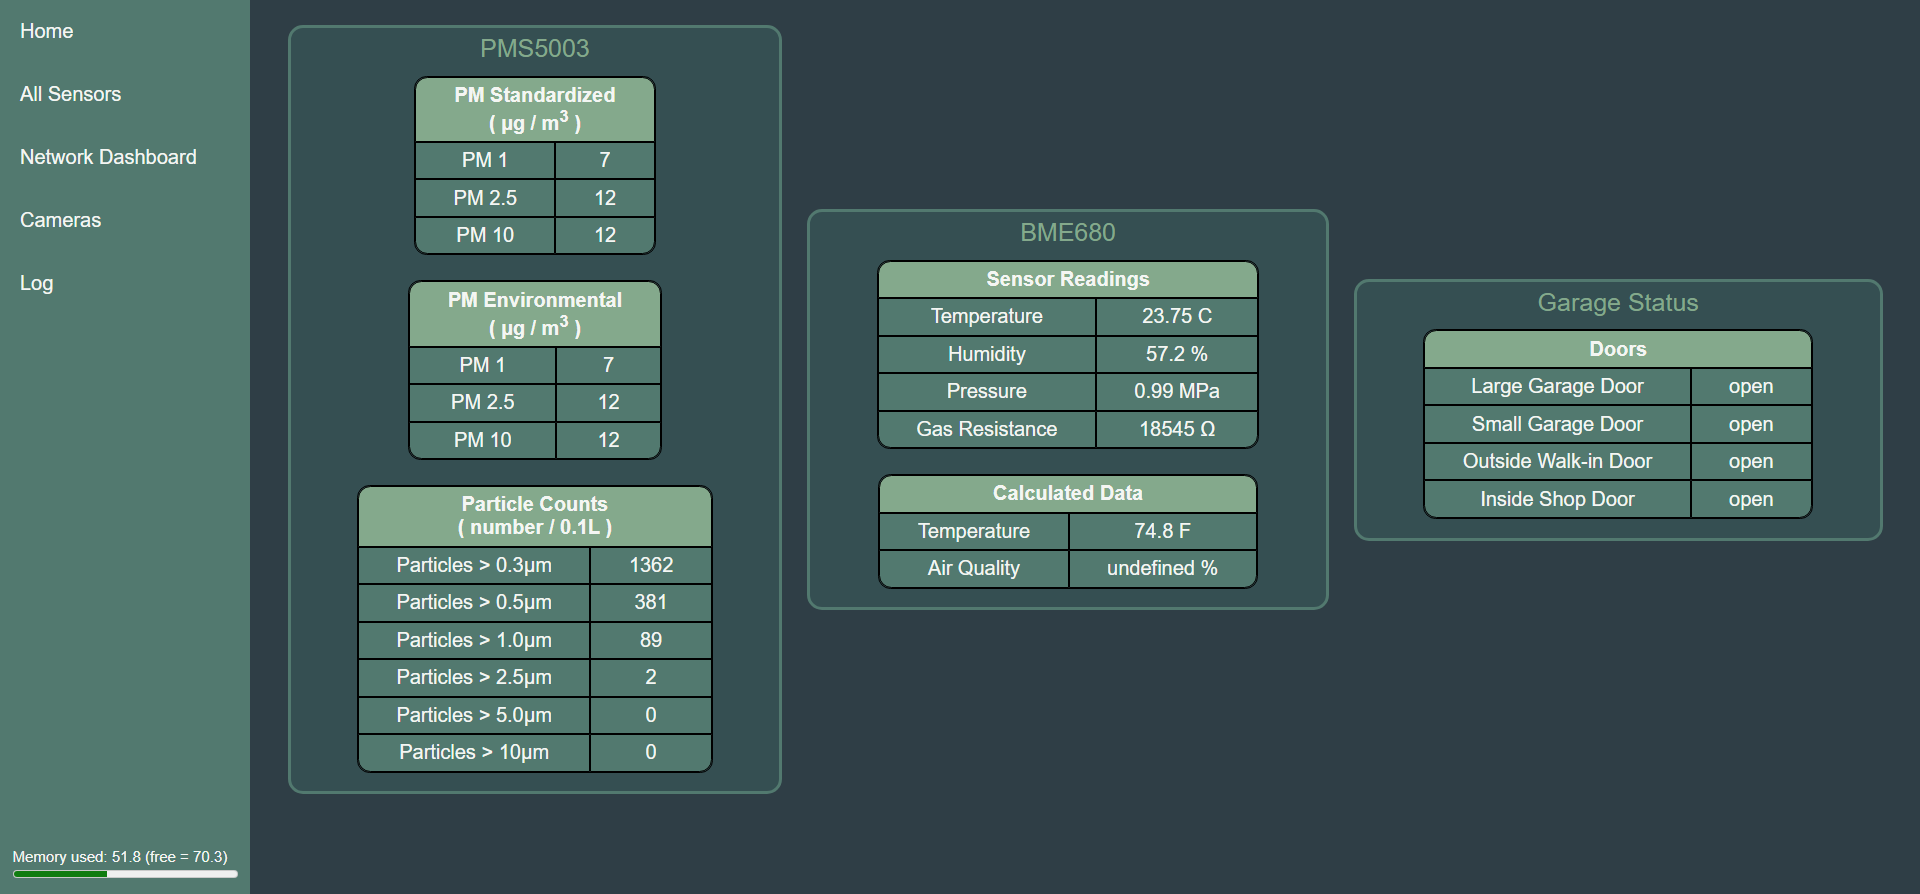 Home
All Sensors
Network Dashboard
Cameras
Log
Memory used: 51.8 (free = 70.3)
PMS5003
PM Standardized
( µg / m³ )
PM 1 7
PM 2.5 12
PM 10 12
PM Environmental
( µg / m³ )
PM 1 7
PM 2.5 12
PM 10 12
Particle Counts
( number / 0.1L )
Particles > 0.3µm 1362
Particles > 0.5µm 381
Particles > 1.0µm 89
Particles > 2.5µm 2
Particles > 5.0µm 0
Particles > 10µm 0
BME680
Sensor Readings
Temperature 23.75 C
Humidity 57.2 %
Pressure 0.99 MPa
Gas Resistance 18545 Ω
Calculated Data
Temperature 74.8 F
Air Quality undefined %
Garage Status
Doors
Large Garage Door open
Small Garage Door open
Outside Walk-in Door open
Inside Shop Door open